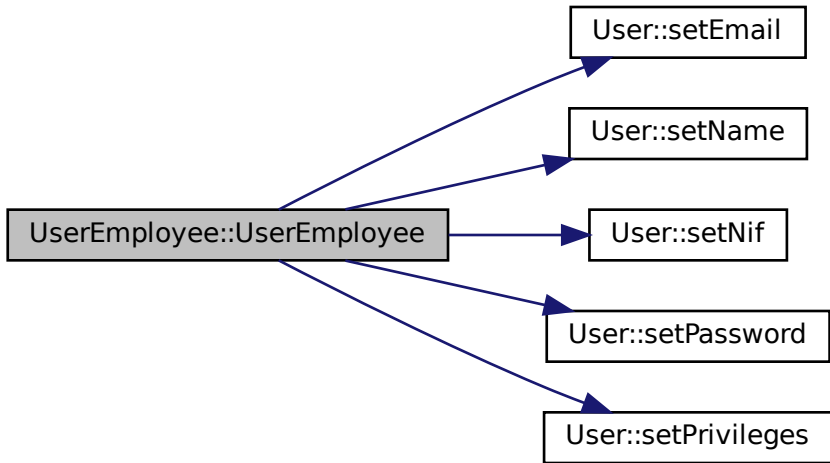 User::setEmail
User::setName
UserEmployee::UserEmployee
User::setNif
User::setPassword
User::setPrivileges